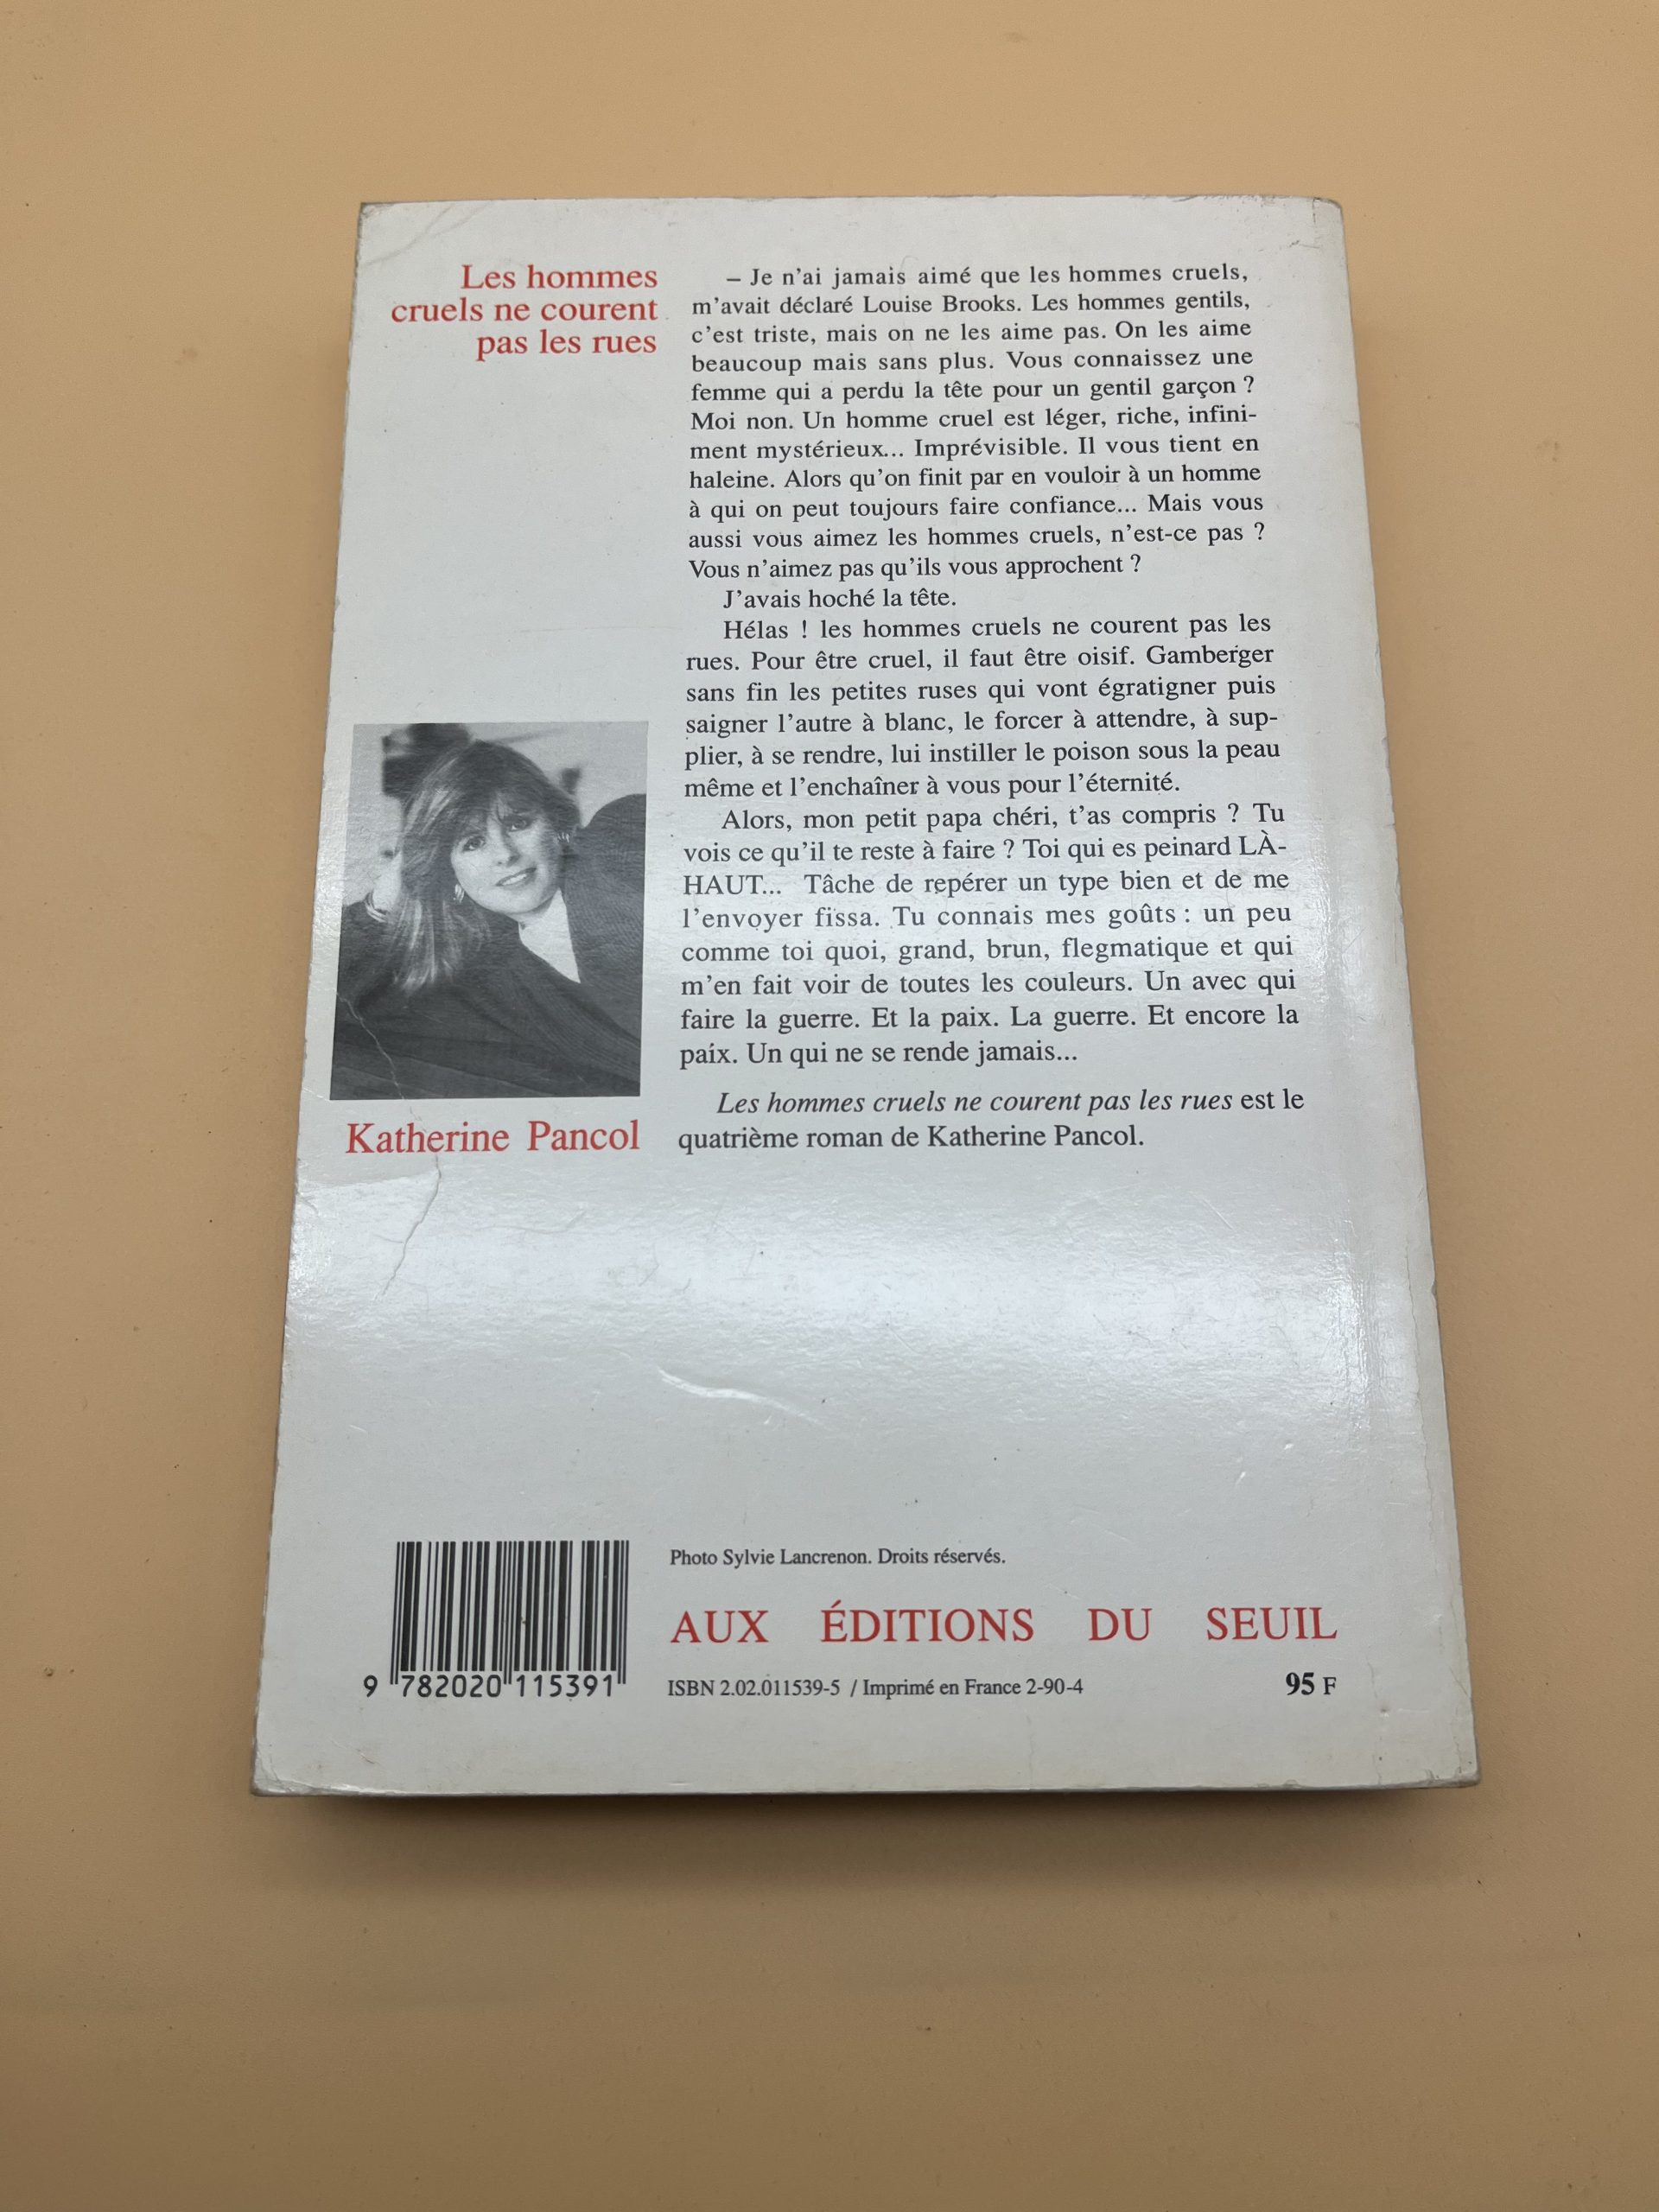 Les hommes
cruels ne courent
pas les rues
– Je n'ai jamais aimé que les hommes cruels,
m'avait déclaré Louise Brooks. Les hommes gentils,
c'est triste, mais on ne les aime pas. On les aime
beaucoup mais sans plus. Vous connaissez une
femme qui a perdu la tête pour un gentil garçon ?
Moi non. Un homme cruel est léger, riche, infini-
ment mystérieux... Imprévisible. Il vous tient en
haleine. Alors qu'on finit par en vouloir à un homme
à qui on peut toujours faire confiance... Mais vous
aussi vous aimez les hommes cruels, n'est-ce pas ?
Vous n'aimez pas qu'ils vous approchent ?
J'avais hoché la tête.
Hélas ! les hommes cruels ne courent pas les
rues. Pour être cruel, il faut être oisif. Gamberger
sans fin les petites ruses qui vont égratigner puis
saigner l'autre à blanc, le forcer à attendre, à sup-
plier, à se rendre, lui instiller le poison sous la peau
même et l'enchaîner à vous pour l'éternité.
Alors, mon petit papa chéri, t'as compris ? Tu
vois ce qu'il te reste à faire ? Toi qui es peinard LÀ-
HAUT... Tâche de repérer un type bien et de me
l'envoyer fissa. Tu connais mes goûts : un peu
comme toi quoi, grand, brun, flegmatique et qui
m'en fait voir de toutes les couleurs. Un avec qui
faire la guerre. Et la paix. La guerre. Et encore la
paix. Un qui ne se rende jamais...
Les hommes cruels ne courent pas les rues est le
quatrième roman de Katherine Pancol.
Katherine Pancol
Photo Sylvie Lancrenon. Droits réservés.
AUX ÉDITIONS DU SEUIL
9 782020 115391
ISBN 2.02.011539-5 / Imprimé en France 2-90-4
95 F